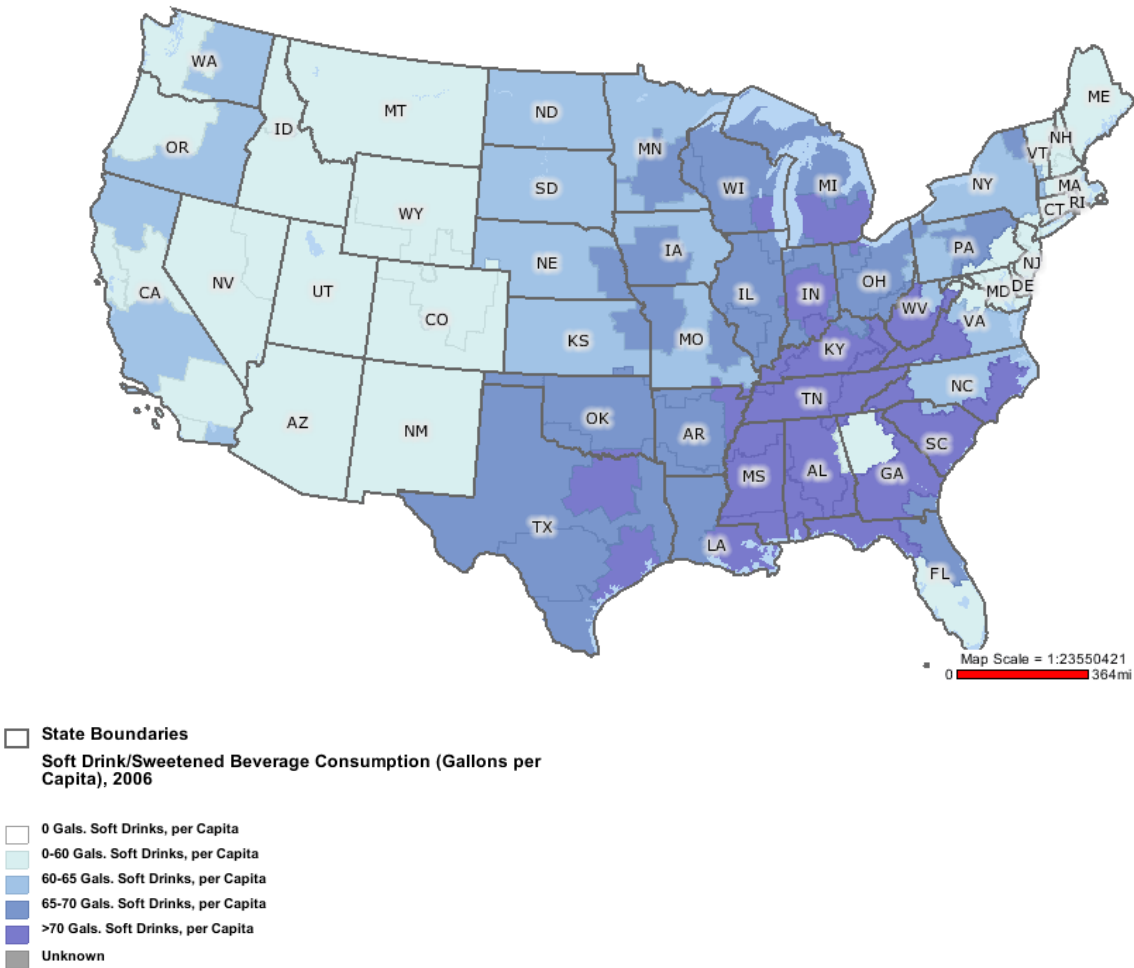 WA
MT
ME
ND
ID
NH
OR
MN
VT
SD
WI
MI
NY
MA
WY
CT
RI
IA
PA
NE
NJ
NV
OH
UT
IL
IN
MD
DE
CA
CO
WV
VA
KS
MO
KY
NC
TN
AZ
OK
NM
AR
SC
MS
AL
GA
TX
LA
FL
Map Scale = 1:23550421
0 364mi
State Boundaries
Soft Drink/Sweetened Beverage Consumption (Gallons per
Capita), 2006
0 Gals. Soft Drinks, per Capita
0-60 Gals. Soft Drinks, per Capita
60-65 Gals. Soft Drinks, per Capita
65-70 Gals. Soft Drinks, per Capita
>70 Gals. Soft Drinks, per Capita
Unknown